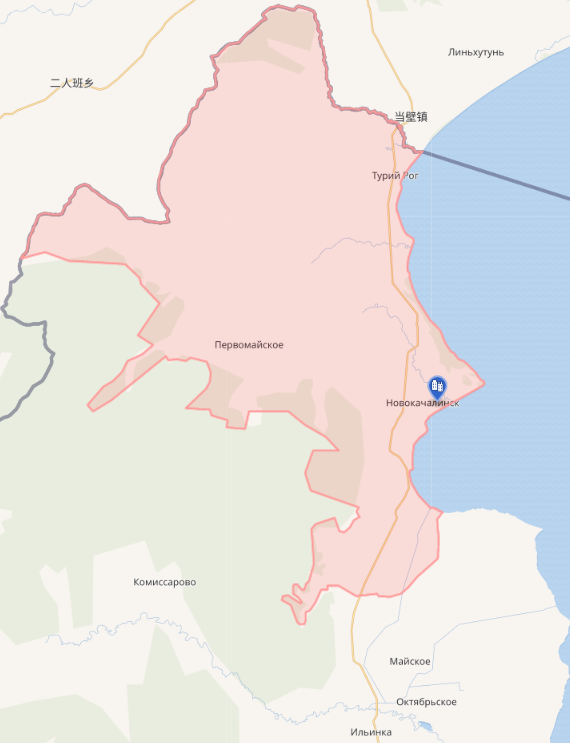 Линьхутунь
二人班乡
当壁镇
Турий Рог
Первомайское
Новокачалинск
Комиссарово
Майское
Октябрьское
Ильинка